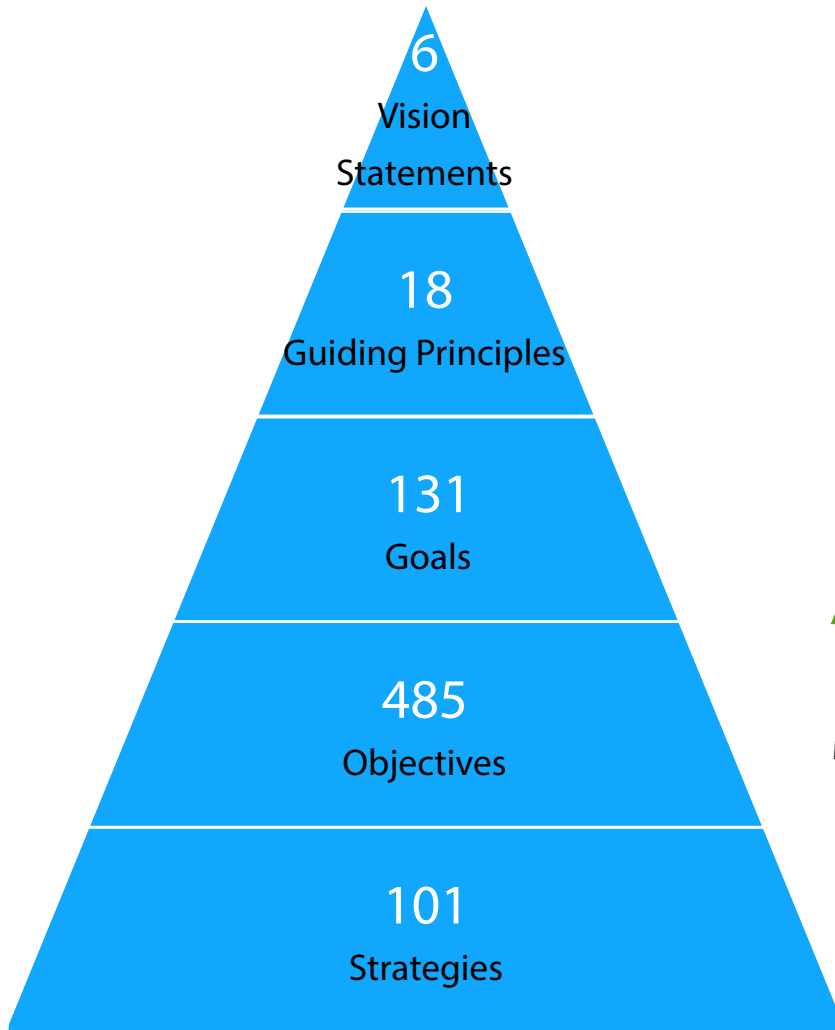 6
Vision
Statements
18
Guiding Principles
131
Goals
485
Objectives
101
Strategies